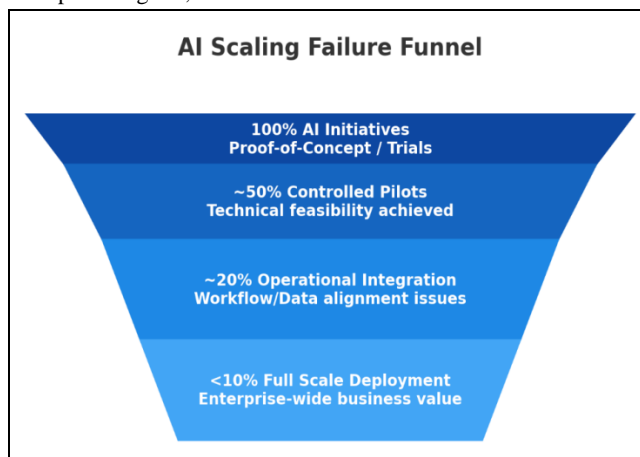 AI Scaling Failure Funnel
100% AI Initiatives
Proof-of-Concept / Trials
~50% Controlled Pilots
Technical feasibility achieved
~20% Operational Integration
Workflow/Data alignment issues
<10% Full Scale Deployment
Enterprise-wide business value